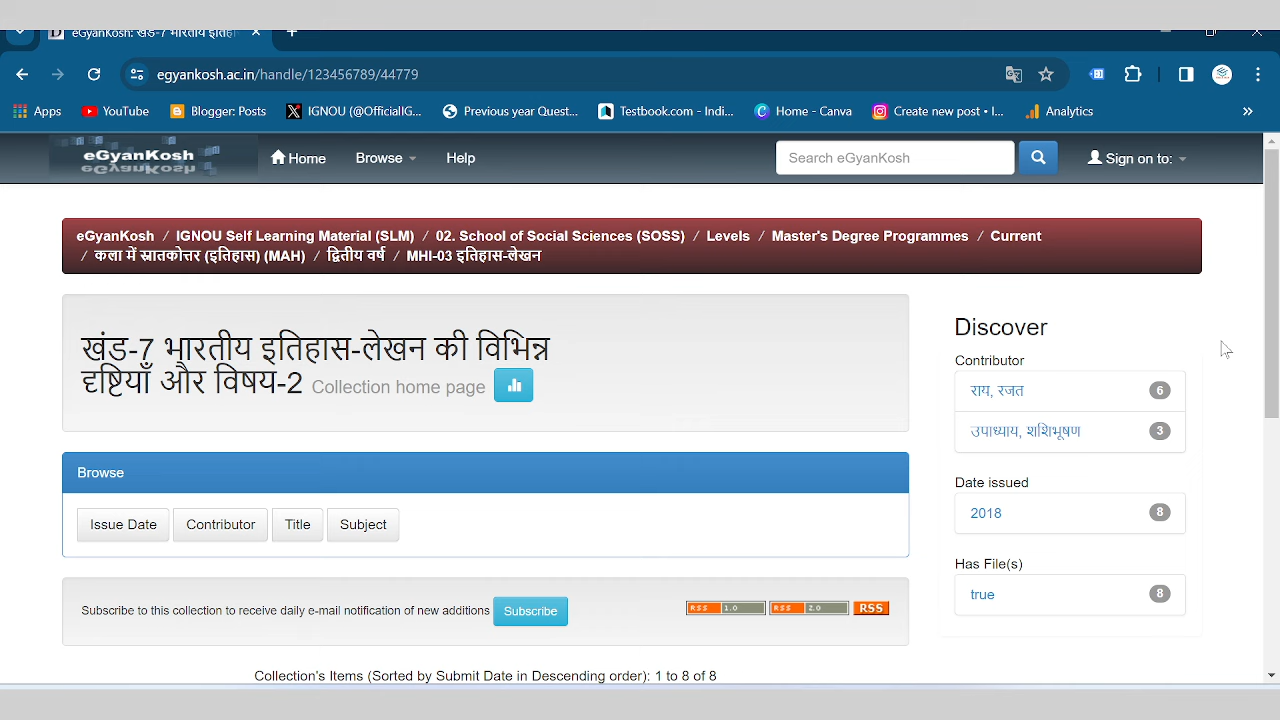 eGyanKosh: खंड-7 भारतीय
egyankosh.ac.in/handle/123456789/44779
Apps YouTube Blogger: Posts IGNOU (@OfficialIG... Previous year Quest... Testbook.com - Indi... Home - Canva Create new post • I... Analytics »
eGyanKosh Home Browse Help Search eGyanKosh Sign on to:
eGyanKosh / IGNOU Self Learning Material (SLM) / 02. School of Social Sciences (SOSS) / Levels / Master's Degree Programmes / Current
/ कला में स्नातकोत्तर (इतिहास) (MAH) / द्वितीय वर्ष / MHI-03 इतिहास-लेखन
खंड-7 भारतीय इतिहास-लेखन की विभिन्न
दृष्टियाँ और विषय-2 Collection home page
Browse
Issue Date Contributor Title Subject
Subscribe to this collection to receive daily e-mail notification of new additions Subscribe RSS 1.0 RSS 2.0 RSS
Collection's Items (Sorted by Submit Date in Descending order): 1 to 8 of 8
Discover
Contributor
राय, रजत 6
उपाध्याय, शशिभूषण 3
Date issued
2018 8
Has File(s)
true 8